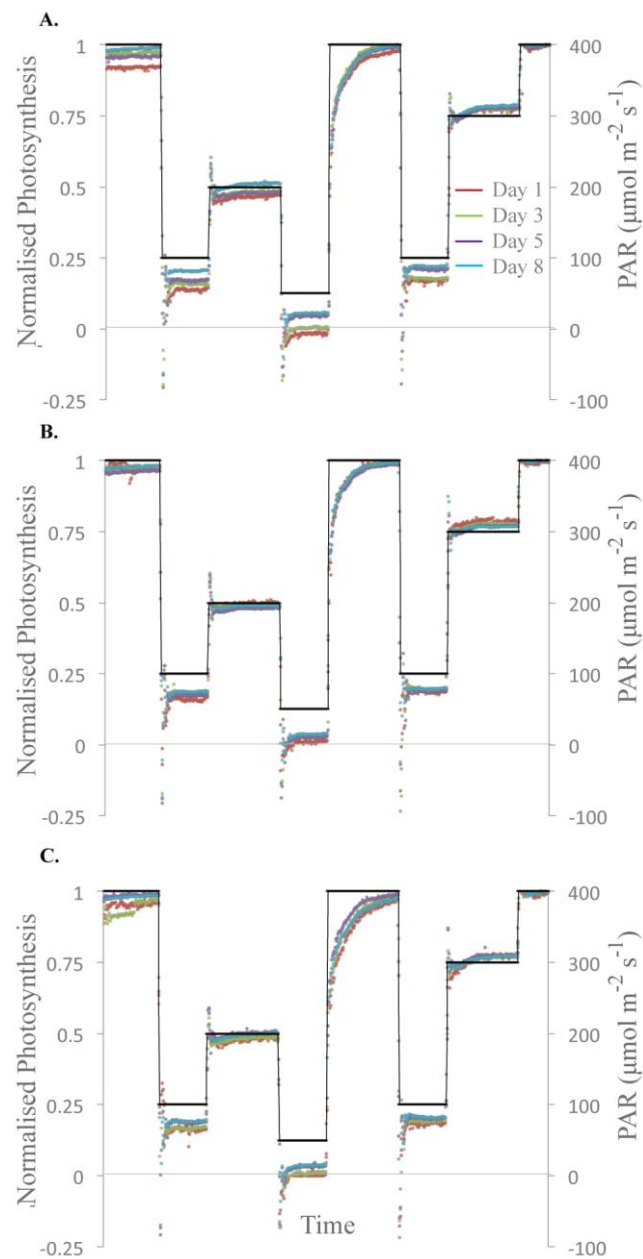 A.
1
0.75
0.5
0.25
0
-0.25
Normalised Photosynthesis
400
300
200
100
0
-100
PAR (μmol m⁻² s⁻¹)
Day 1
Day 3
Day 5
Day 8
B.
1
0.75
0.5
0.25
0
-0.25
Normalised Photosynthesis
400
300
200
100
0
-100
PAR (μmol m⁻² s⁻¹)
C.
1
0.75
0.5
0.25
0
-0.25
Normalised Photosynthesis
400
300
200
100
0
-100
PAR (μmol m⁻² s⁻¹)
Time